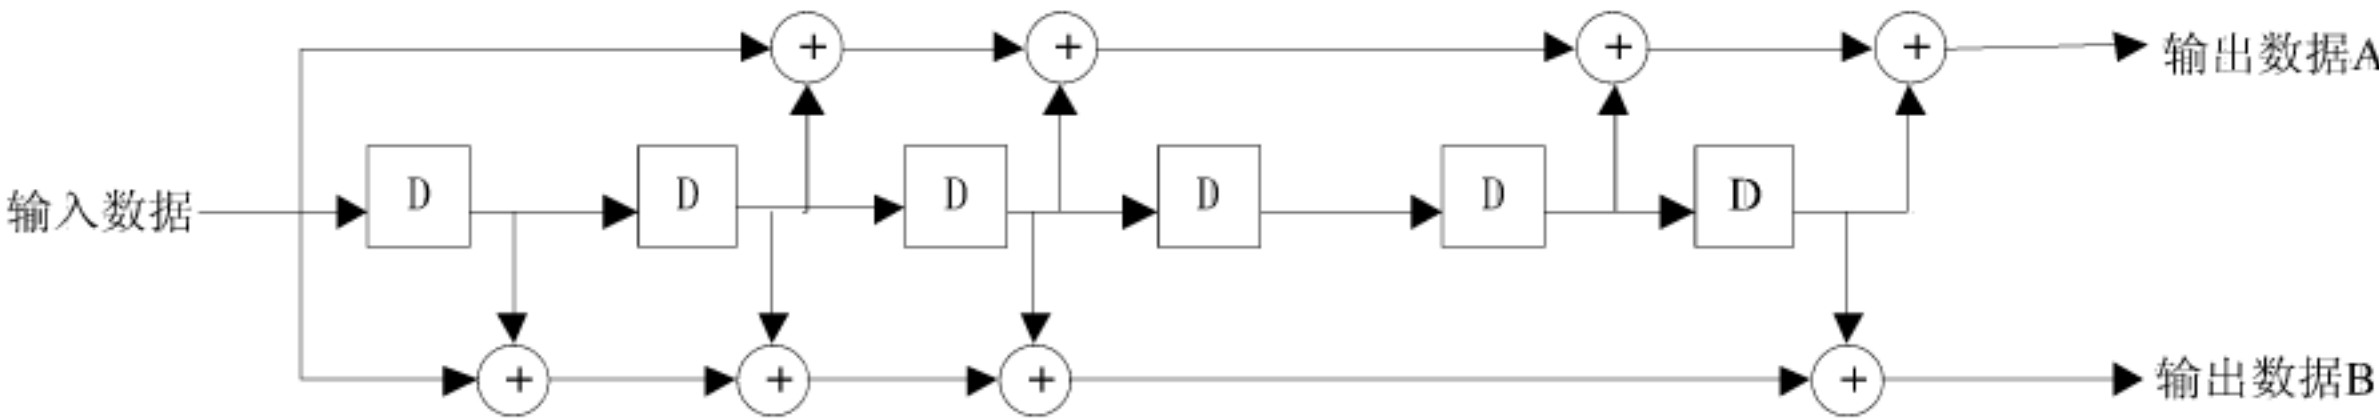 + + + + 输出数据A
输入数据 D D D D D D
+ + + + 输出数据B